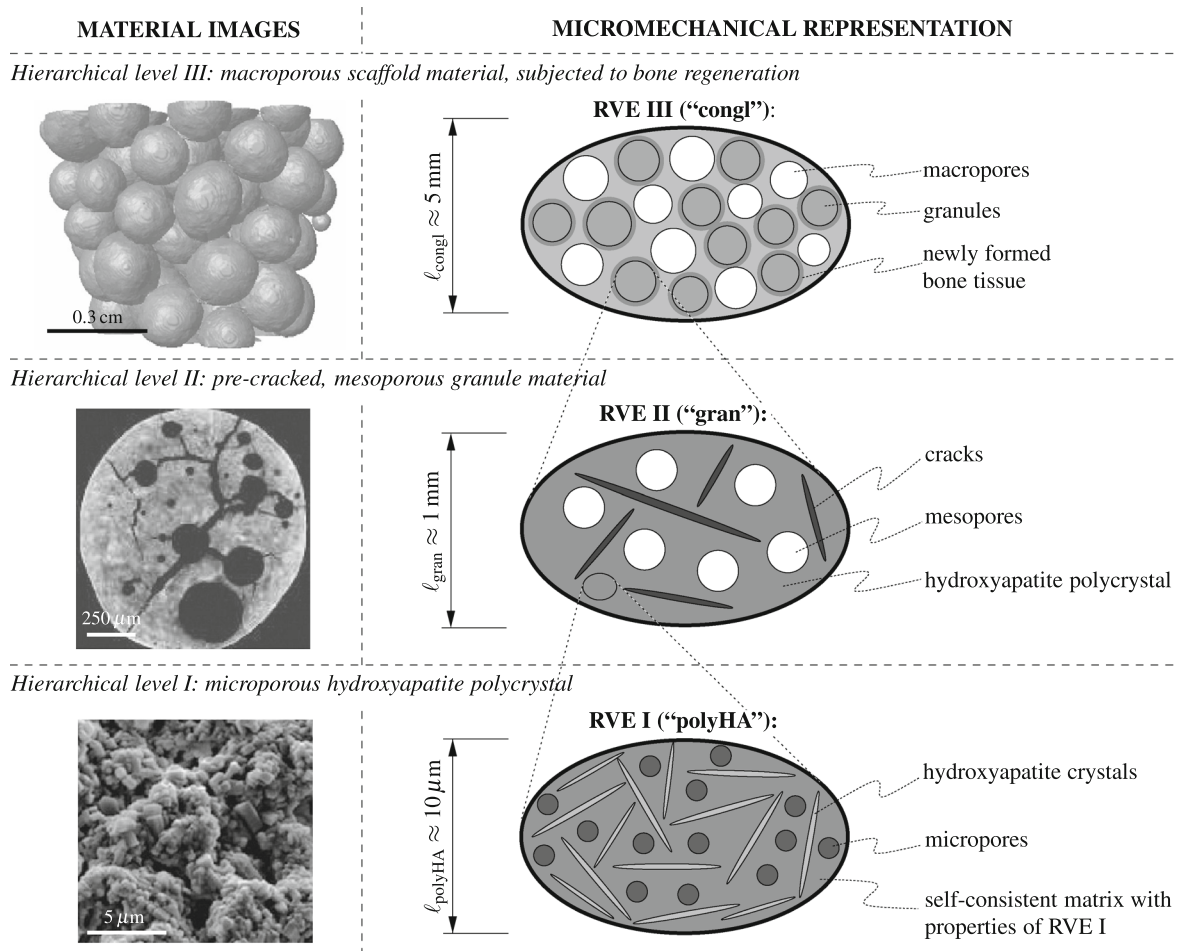 MATERIAL IMAGES
MICROMECHANICAL REPRESENTATION
Hierarchical level III: macroporous scaffold material, subjected to bone regeneration
RVE III (“congl”):
ℓcongl ≈ 5 mm
macropores
granules
newly formed
bone tissue
0.3 cm
Hierarchical level II: pre-cracked, mesoporous granule material
RVE II (“gran”):
ℓgran ≈ 1 mm
cracks
mesopores
hydroxyapatite polycrystal
250 μm
Hierarchical level I: microporous hydroxyapatite polycrystal
RVE I (“polyHA”):
ℓpolyHA ≈ 10 μm
hydroxyapatite crystals
micropores
self-consistent matrix with
properties of RVE I
5 μm